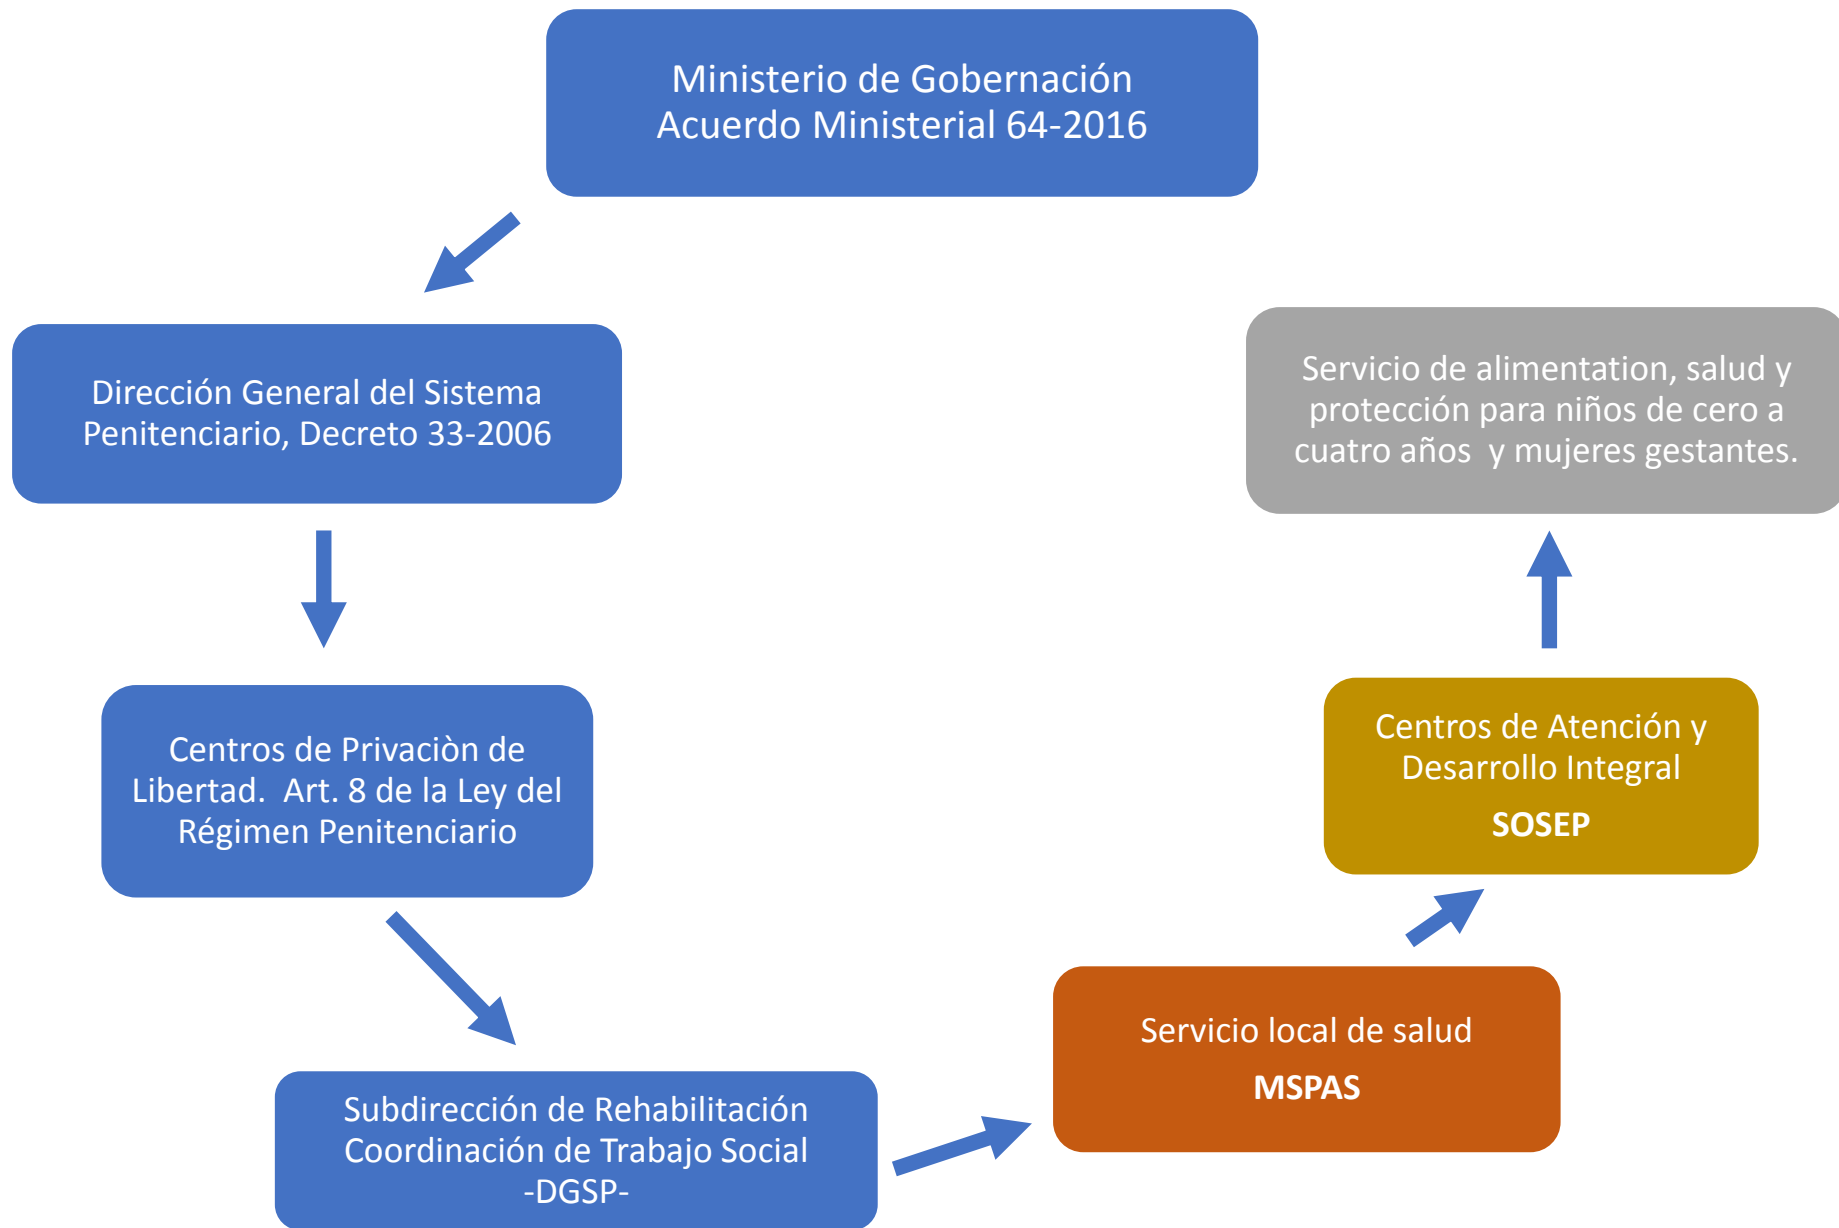 Ministerio de Gobernación
Acuerdo Ministerial 64-2016
Dirección General del Sistema
Penitenciario, Decreto 33-2006
Centros de Privaciòn de
Libertad.  Art. 8 de la Ley del
Régimen Penitenciario
Subdirección de Rehabilitación
Coordinación de Trabajo Social
-DGSP-
Servicio local de salud
MSPAS
Centros de Atención y
Desarrollo Integral
SOSEP
Servicio de alimentation, salud y
protección para niños de cero a
cuatro años  y mujeres gestantes.